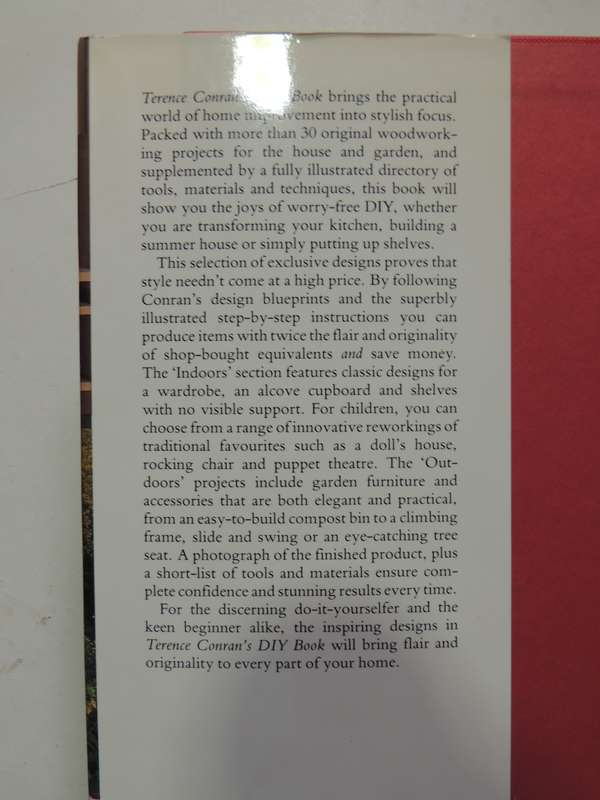 Terence Conran's Book brings the practical
world of home improvement into stylish focus.
Packed with more than 30 original woodwork-
ing projects for the house and garden, and
supplemented by a fully illustrated directory of
tools, materials and techniques, this book will
show you the joys of worry-free DIY, whether
you are transforming your kitchen, building a
summer house or simply putting up shelves.
This selection of exclusive designs proves that
style needn't come at a high price. By following
Conran's design blueprints and the superbly
illustrated step-by-step instructions you can
produce items with twice the flair and originality
of shop-bought equivalents and save money.
The 'Indoors' section features classic designs for
a wardrobe, an alcove cupboard and shelves
with no visible support. For children, you can
choose from a range of innovative reworkings of
traditional favourites such as a doll's house,
rocking chair and puppet theatre. The 'Out-
doors' projects include garden furniture and
accessories that are both elegant and practical,
from an easy-to-build compost bin to a climbing
frame, slide and swing or an eye-catching tree
seat. A photograph of the finished product, plus
a short-list of tools and materials ensure com-
plete confidence and stunning results every time.
For the discerning do-it-yourselfer and the
keen beginner alike, the inspiring designs in
Terence Conran's DIY Book will bring flair and
originality to every part of your home.